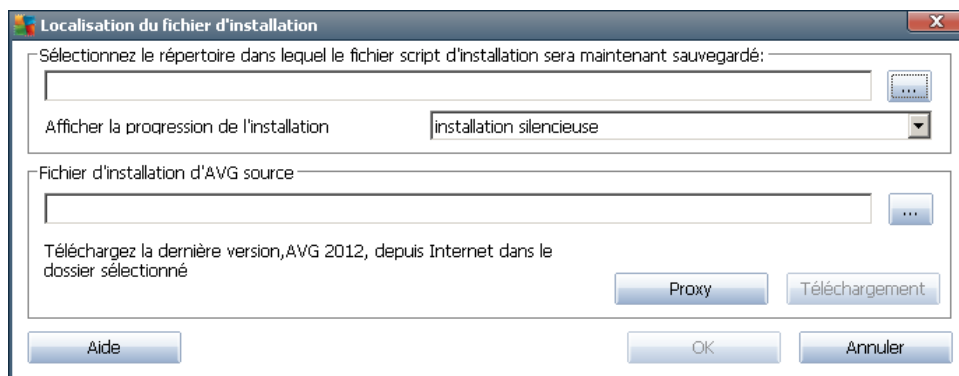 Localisation du fichier d'installation
Sélectionnez le répertoire dans lequel le fichier script d'installation sera maintenant sauvegardé:
...
Afficher la progression de l'installation
installation silencieuse
Fichier d'installation d'AVG source
...
Téléchargez la dernière version,AVG 2012, depuis Internet dans le
dossier sélectionné
Proxy
Téléchargement
Aide
OK
Annuler